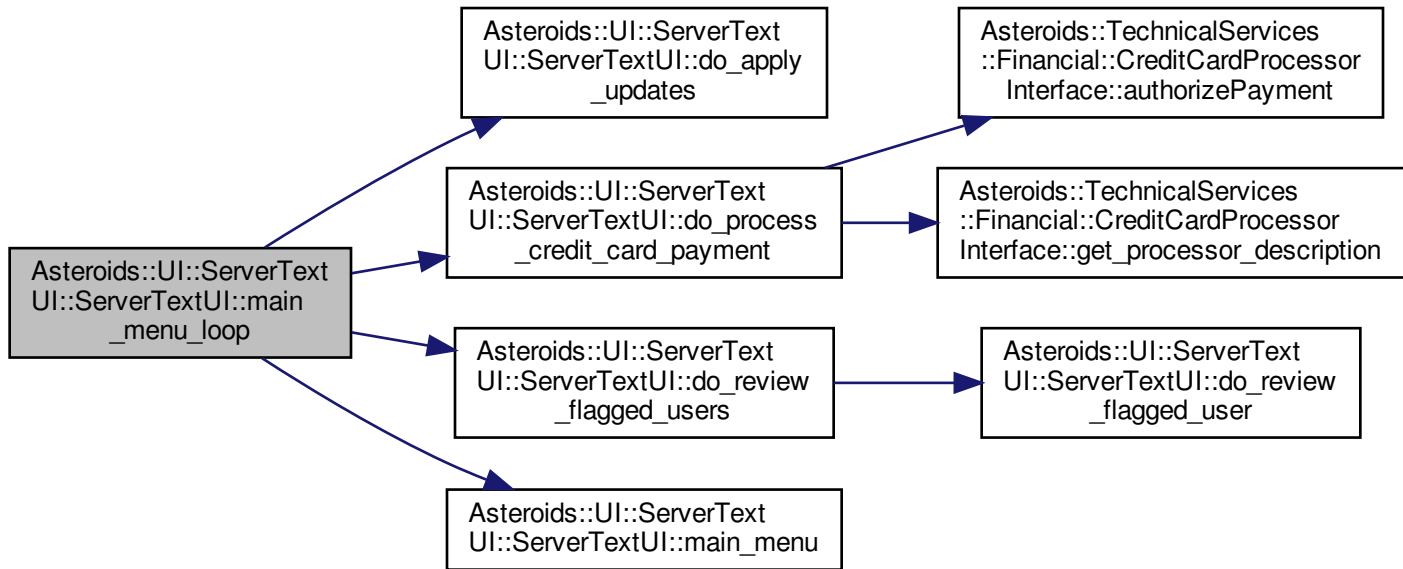 Asteroids::UI::ServerText
UI::ServerTextUI::main
_menu_loop
Asteroids::UI::ServerText
UI::ServerTextUI::do_apply
_updates
Asteroids::UI::ServerText
UI::ServerTextUI::do_process
_credit_card_payment
Asteroids::UI::ServerText
UI::ServerTextUI::do_review
_flagged_users
Asteroids::UI::ServerText
UI::ServerTextUI::main_menu
Asteroids::TechnicalServices
::Financial::CreditCardProcessor
Interface::authorizePayment
Asteroids::TechnicalServices
::Financial::CreditCardProcessor
Interface::get_processor_description
Asteroids::UI::ServerText
UI::ServerTextUI::do_review
_flagged_user